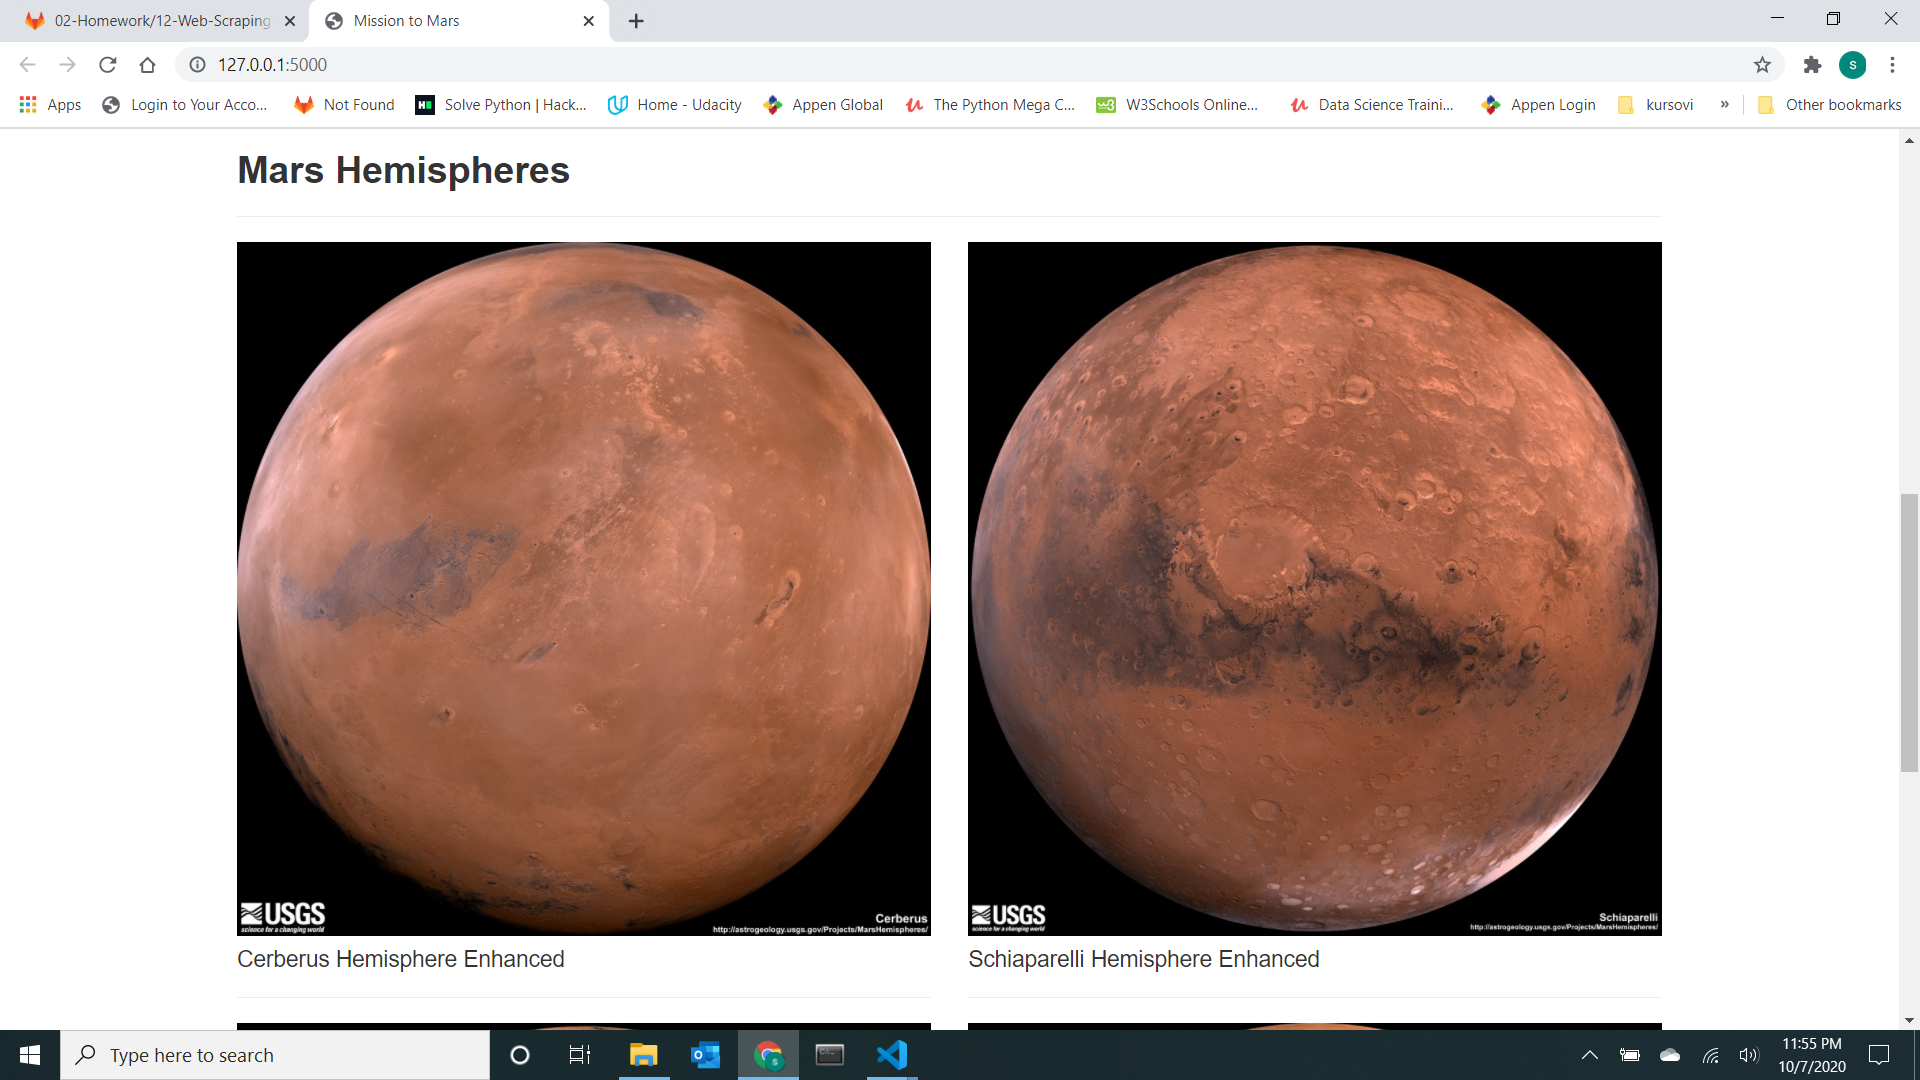 02-Homework/12-Web-Scraping
Mission to Mars
127.0.0.1:5000
S
Apps
Login to Your Acco...
Not Found
Solve Python | Hack...
Home - Udacity
Appen Global
The Python Mega C...
W3Schools Online...
Data Science Traini...
Appen Login
kursovi
»
Other bookmarks
Mars Hemispheres
USGS
science for a changing world
Cerberus
http://astrogeology.usgs.gov/Projects/MarsHemispheres/
USGS
science for a changing world
Schiaparelli
http://astrogeology.usgs.gov/Projects/MarsHemispheres/
Cerberus Hemisphere Enhanced
Schiaparelli Hemisphere Enhanced
Type here to search
11:55 PM
10/7/2020